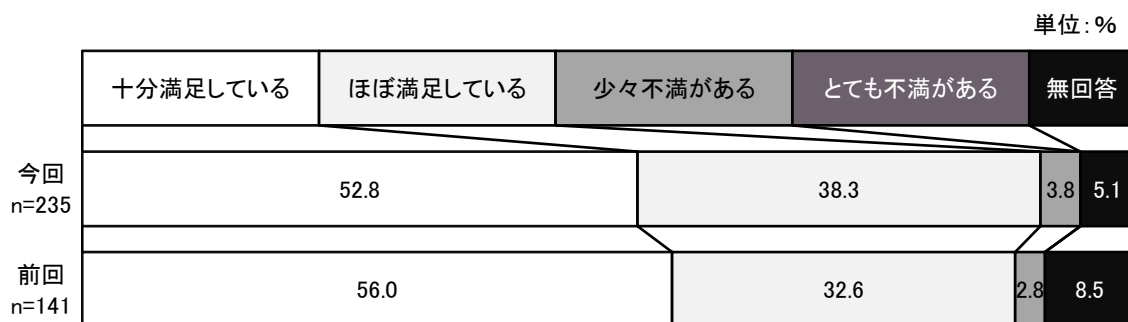 単位：％
十分満足している ほぼ満足している 少々不満がある とても不満がある 無回答
今回
n=235
52.8 38.3 3.8 5.1
前回
n=141
56.0 32.6 2.8 8.5